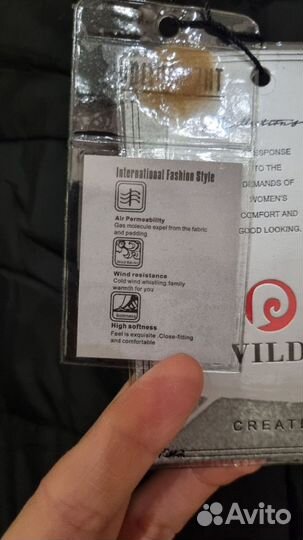 International Fashion Style
Air Permeability
Gas molecule expel from the fabric
and padding.
Wind resistance
Cold wind whistling,family
warmth for you
High softness
Feel is exquisite .Close-fitting
and comfortable
RESPONSE
TO THE
DEMANDS OF
WOMEN'S
COMFORT AND
GOOD LOOKING.
VILD
CREATI
Avito